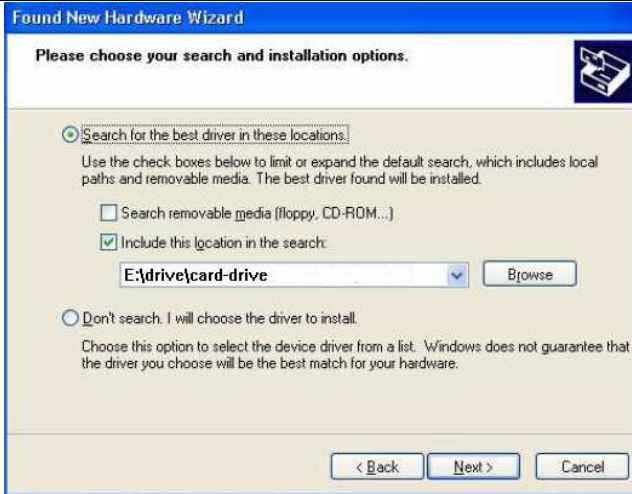 Found New Hardware Wizard
Please choose your search and installation options.
Search for the best driver in these locations.
Use the check boxes below to limit or expand the default search, which includes local
paths and removable media. The best driver found will be installed.
Search removable media (floppy, CD-ROM...)
Include this location in the search:
E:\drive\card-drive
Browse
Don't search. I will choose the driver to install.
Choose this option to select the device driver from a list. Windows does not guarantee that
the driver you choose will be the best match for your hardware.
< Back
Next >
Cancel